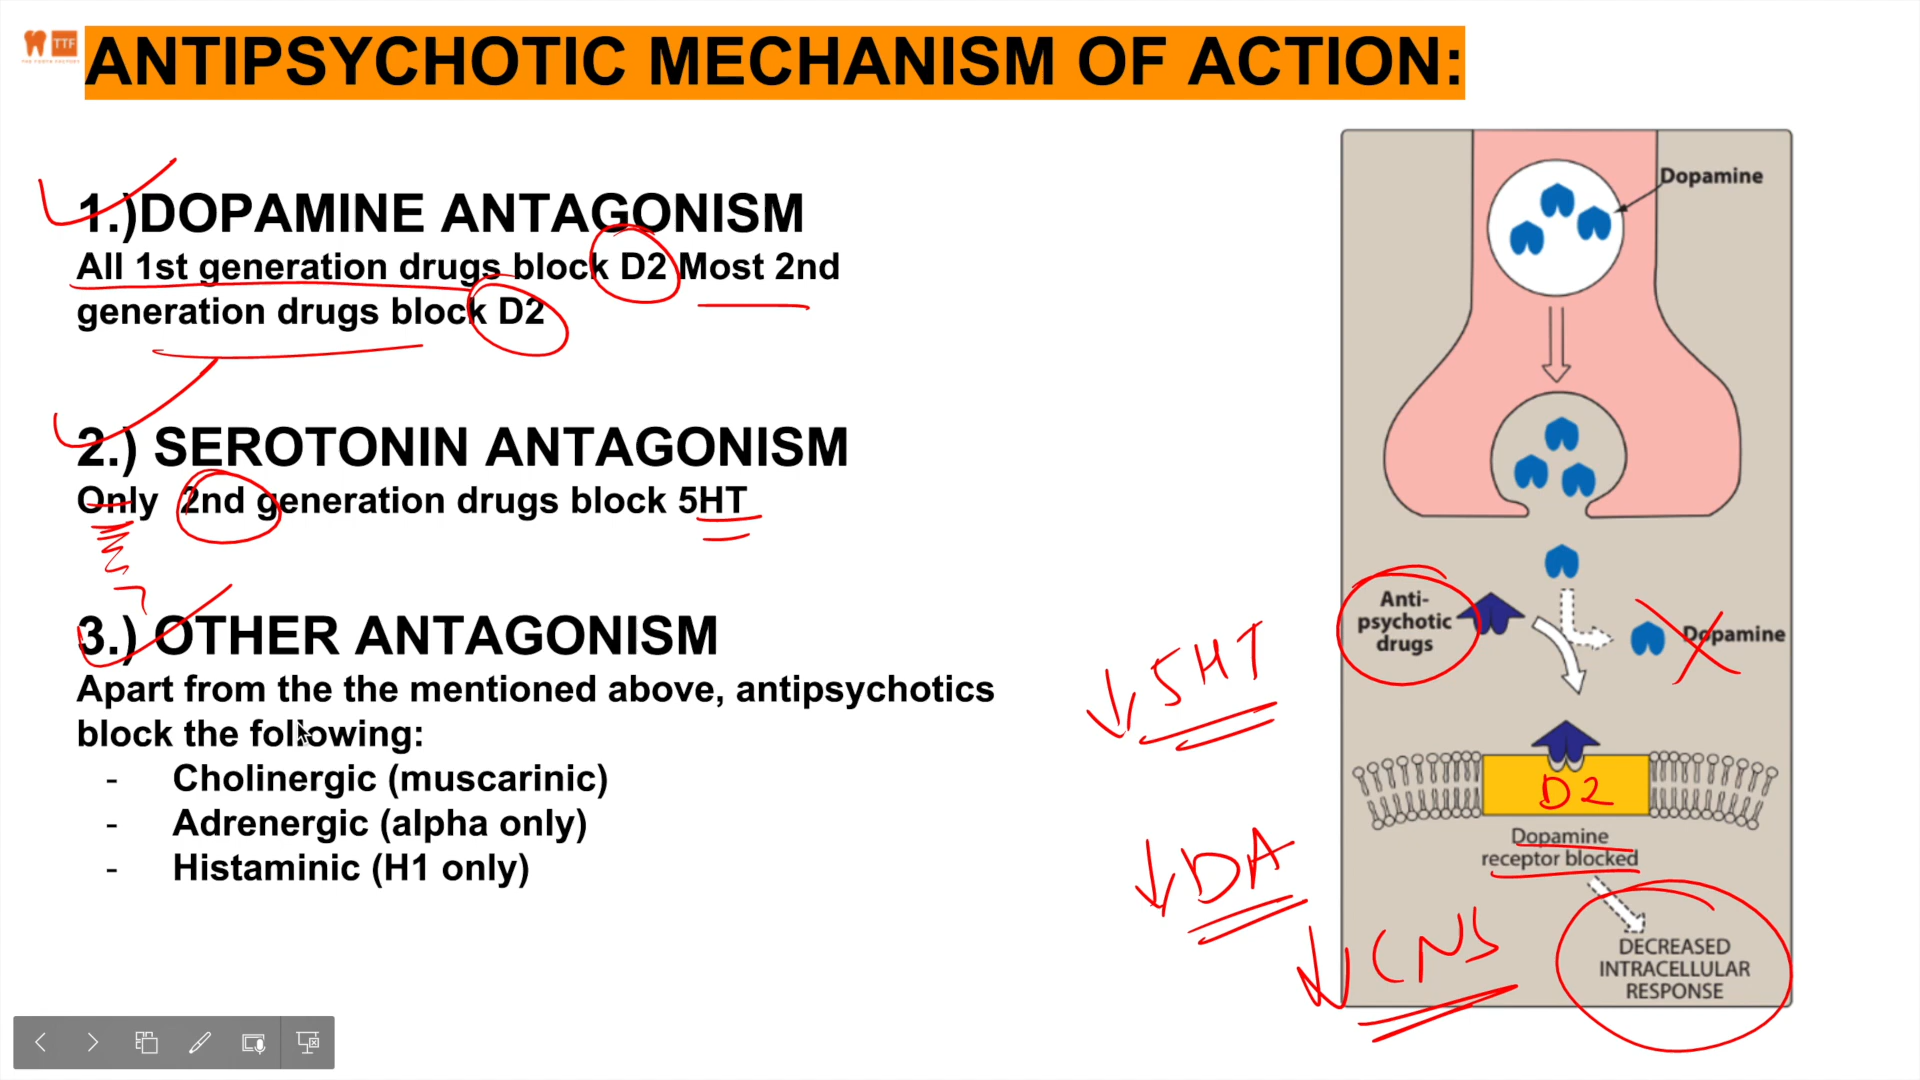 TTF
ANTIPSYCHOTIC MECHANISM OF ACTION:
1.)DOPAMINE ANTAGONISM
All 1st generation drugs block D2 Most 2nd
generation drugs block D2
2.) SEROTONIN ANTAGONISM
Only 2nd generation drugs block 5HT
3.) OTHER ANTAGONISM
Apart from the the mentioned above, antipsychotics
block the following:
- Cholinergic (muscarinic)
- Adrenergic (alpha only)
- Histaminic (H1 only)
↓ 5HT
↓ DA
↓ CNS
Dopamine
Anti-
psychotic
drugs
Dopamine
D2
Dopamine
receptor blocked
DECREASED
INTRACELLULAR
RESPONSE